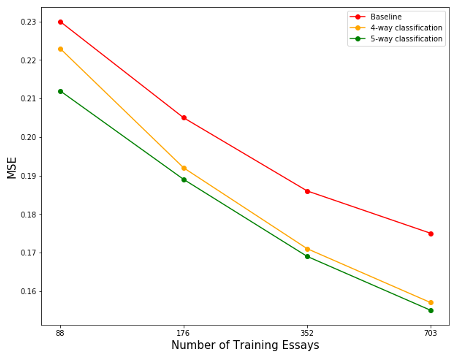 Baseline
4-way classification
5-way classification
0.23
0.22
0.21
0.20
0.19
0.18
0.17
0.16
MSE
88
176
352
703
Number of Training Essays